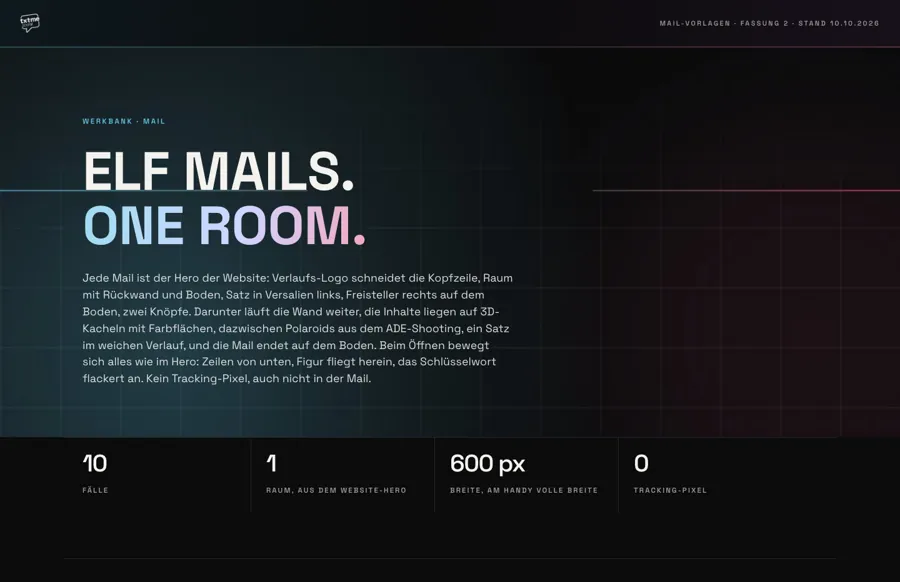 txtme
MAIL-VORLAGEN · FASSUNG 2 · STAND 10.10.2026
WERKBANK · MAIL
ELF MAILS.
ONE ROOM.
Jede Mail ist der Hero der Website: Verlaufs-Logo schneidet die Kopfzeile, Raum
mit Rückwand und Boden, Satz in Versalien links, Freisteller rechts auf dem
Boden, zwei Knöpfe. Darunter läuft die Wand weiter, die Inhalte liegen auf 3D-
Kacheln mit Farbflächen, dazwischen Polaroids aus dem ADE-Shooting, ein Satz
im weichen Verlauf, und die Mail endet auf dem Boden. Beim Öffnen bewegt
sich alles wie im Hero: Zeilen von unten, Figur fliegt herein, das Schlüsselwort
flackert an. Kein Tracking-Pixel, auch nicht in der Mail.
10
FÄLLE
1
RAUM, AUS DEM WEBSITE-HERO
600 px
BREITE, AM HANDY VOLLE BREITE
0
TRACKING-PIXEL